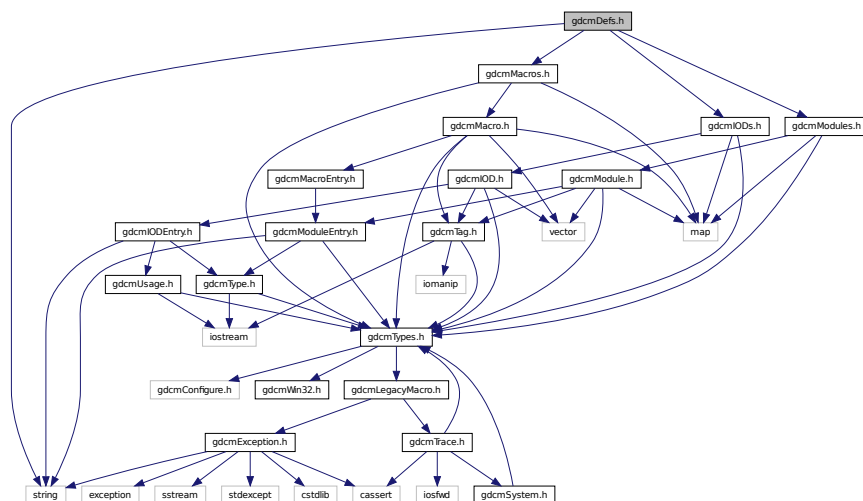 gdcmDefs.h
gdcmMacros.h
gdcmMacro.h
gdcmIODs.h
gdcmModules.h
gdcmMacroEntry.h
gdcmIOD.h
gdcmModule.h
gdcmIODEntry.h
gdcmModuleEntry.h
gdcmTag.h
vector
map
gdcmUsage.h
gdcmType.h
iomanip
iostream
gdcmTypes.h
gdcmConfigure.h
gdcmWin32.h
gdcmLegacyMacro.h
gdcmException.h
gdcmTrace.h
string
exception
sstream
stdexcept
cstdlib
cassert
iosfwd
gdcmSystem.h